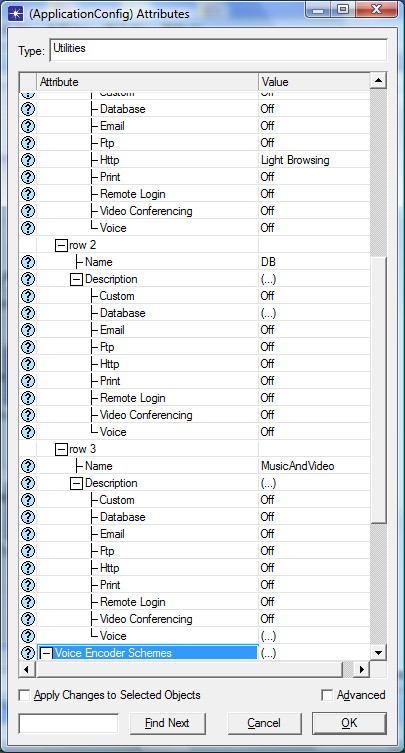 (ApplicationConfig) Attributes
Type: Utilities
Attribute Value
Custom Off
Database Off
Email Off
Ftp Off
Http Light Browsing
Print Off
Remote Login Off
Video Conferencing Off
Voice Off
row 2
Name DB
Description (...)
Custom Off
Database (...)
Email Off
Ftp Off
Http Off
Print Off
Remote Login Off
Video Conferencing Off
Voice Off
row 3
Name MusicAndVideo
Description (...)
Custom Off
Database Off
Email Off
Ftp Off
Http Off
Print Off
Remote Login Off
Video Conferencing Off
Voice (...)
Voice Encoder Schemes (...)
Apply Changes to Selected Objects Advanced
Find Next Cancel OK